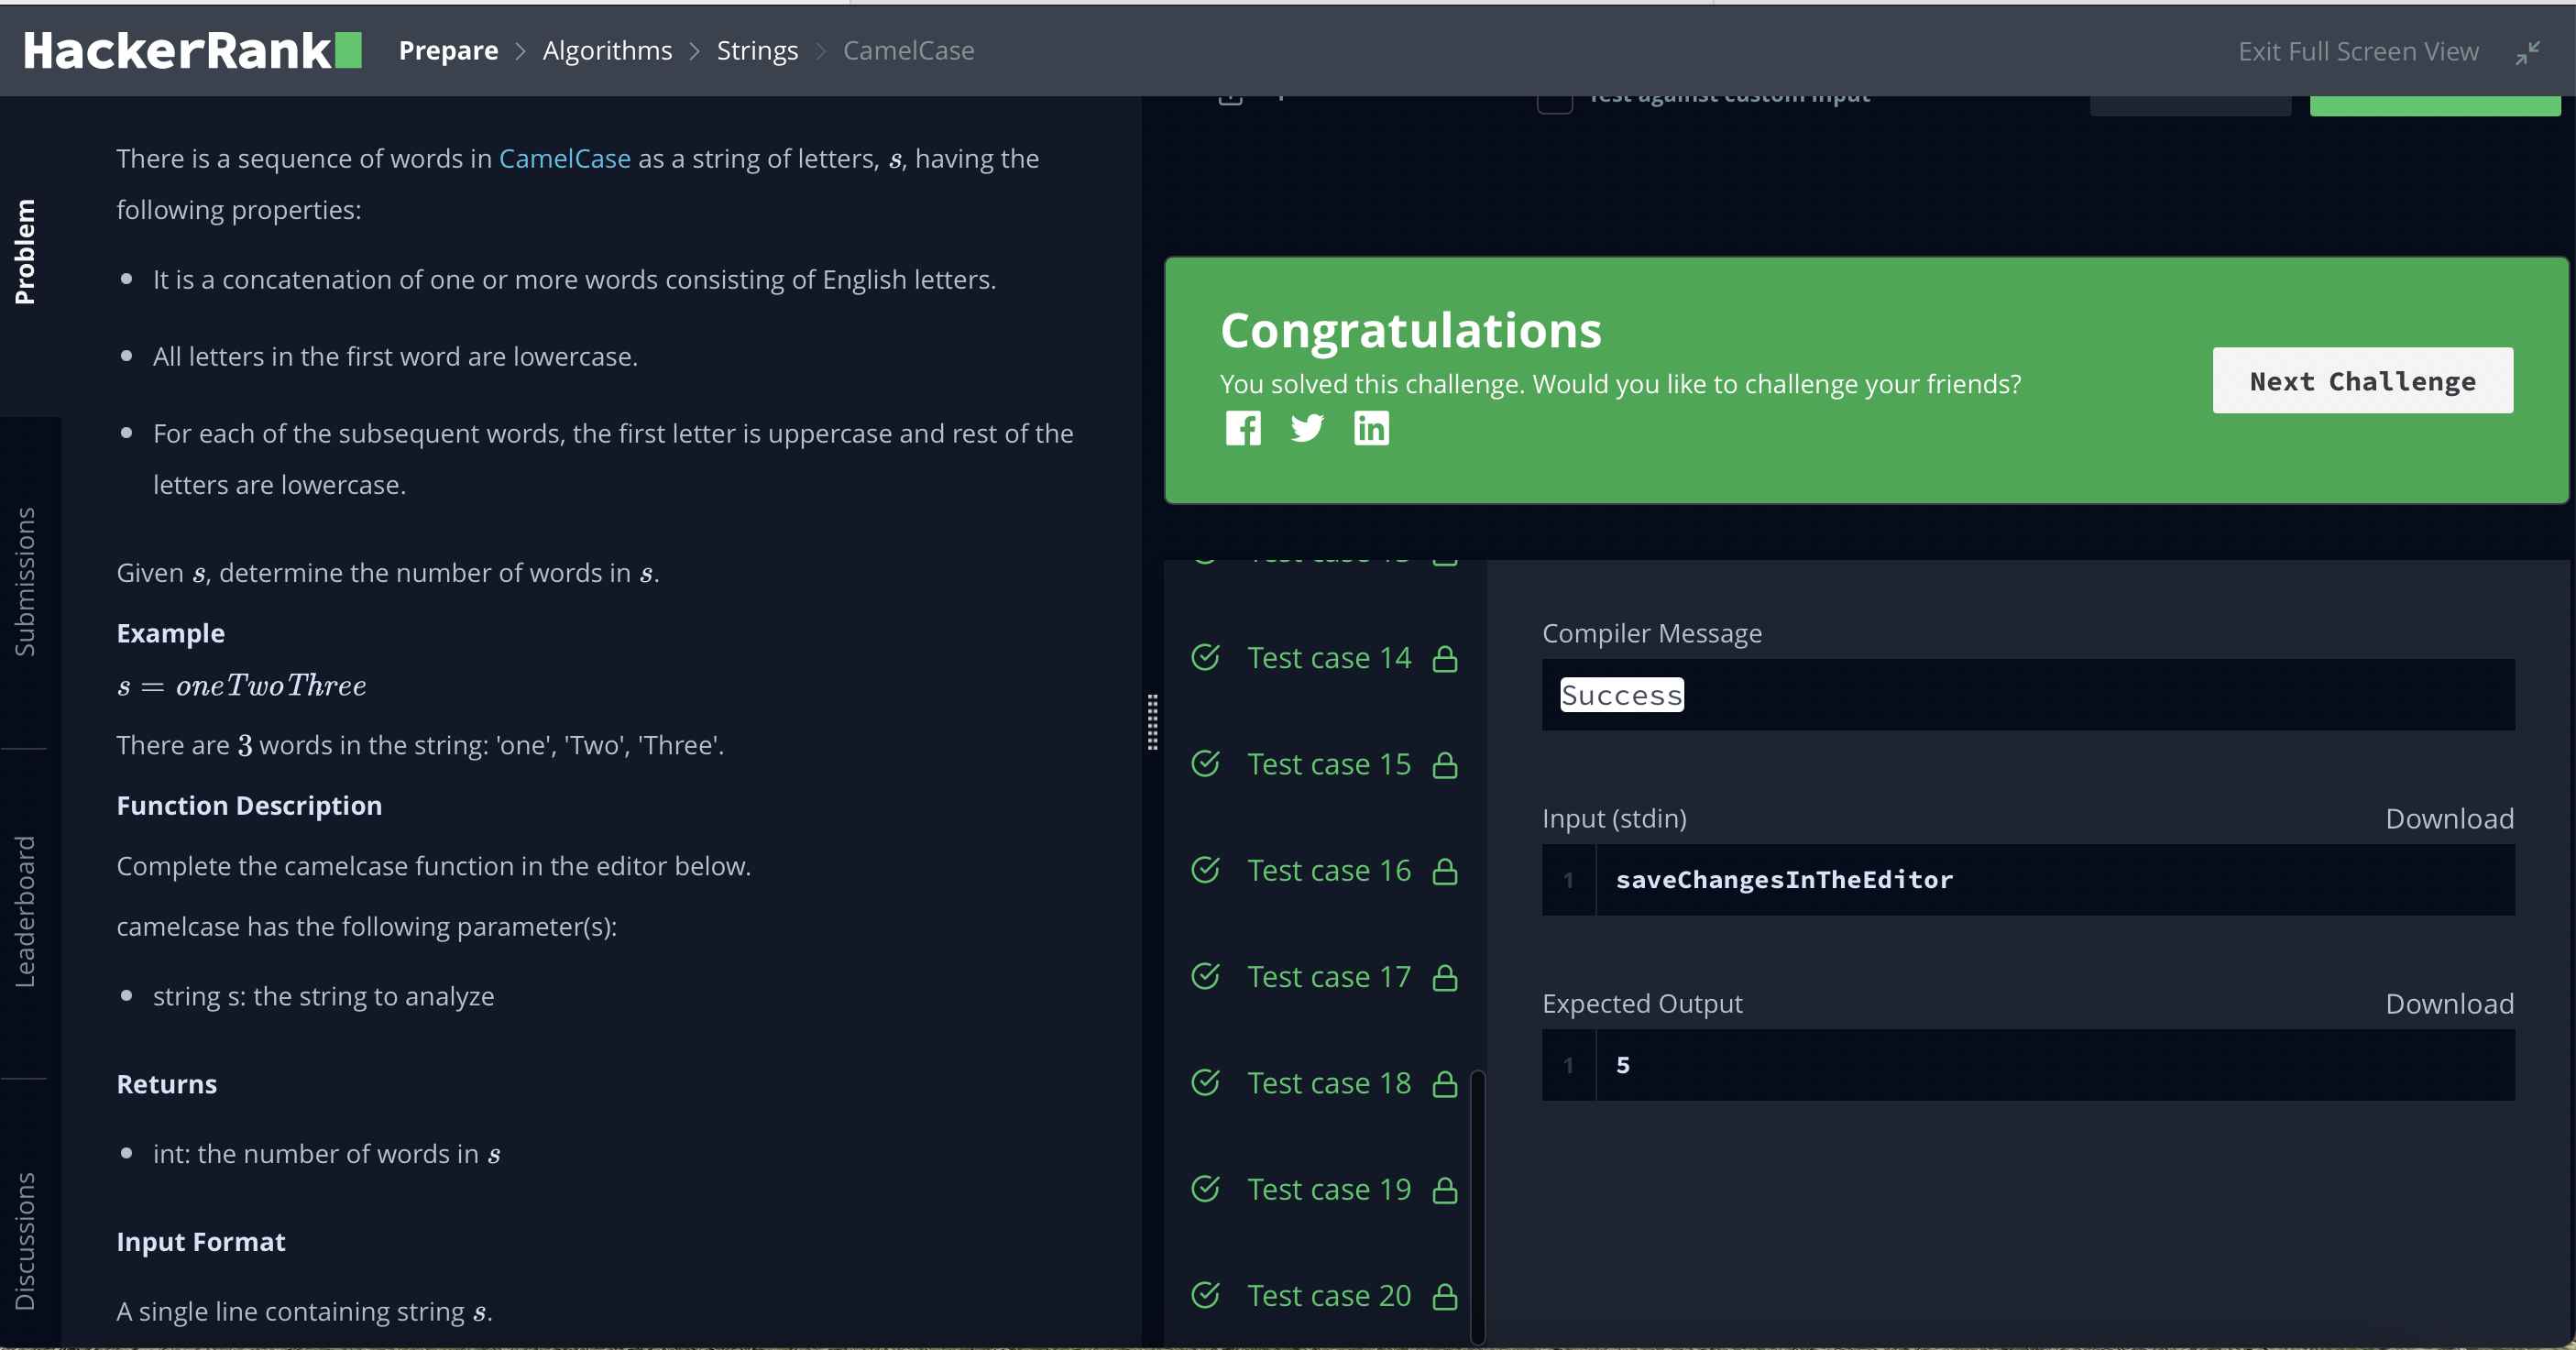 HackerRank Prepare > Algorithms > Strings > CamelCase Exit Full Screen View
Problem
Submissions
Leaderboard
Discussions
There is a sequence of words in CamelCase as a string of letters, s, having the
following properties:
• It is a concatenation of one or more words consisting of English letters.
• All letters in the first word are lowercase.
• For each of the subsequent words, the first letter is uppercase and rest of the
letters are lowercase.
Given s, determine the number of words in s.
Example
s = oneTwoThree
There are 3 words in the string: 'one', 'Two', 'Three'.
Function Description
Complete the camelcase function in the editor below.
camelcase has the following parameter(s):
• string s: the string to analyze
Returns
• int: the number of words in s
Input Format
A single line containing string s.
Test against custom input
Congratulations
You solved this challenge. Would you like to challenge your friends?
Next Challenge
Test case 14
Test case 15
Test case 16
Test case 17
Test case 18
Test case 19
Test case 20
Compiler Message
Success
Input (stdin) Download
1 saveChangesInTheEditor
Expected Output Download
1 5